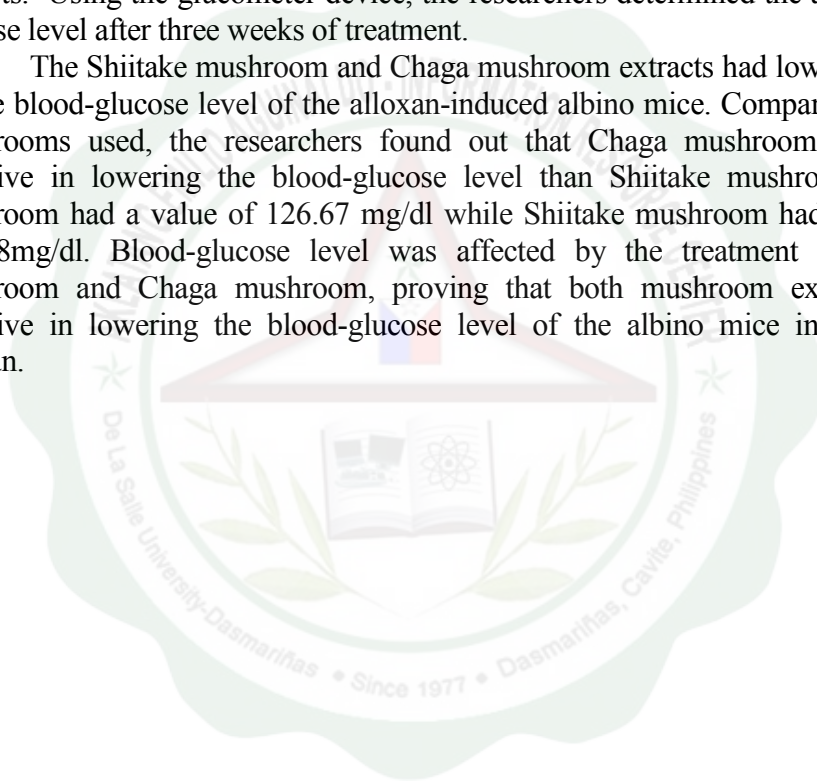 ts. Using the glucometer device, the researchers determined the
se level after three weeks of treatment.
The Shiitake mushroom and Chaga mushroom extracts had low
e blood-glucose level of the alloxan-induced albino mice. Compar
rooms used, the researchers found out that Chaga mushroom
ive in lowering the blood-glucose level than Shiitake mushro
room had a value of 126.67 mg/dl while Shiitake mushroom had
8mg/dl. Blood-glucose level was affected by the treatment
room and Chaga mushroom, proving that both mushroom ex
ive in lowering the blood-glucose level of the albino mice in
n.
EMILIO AGUINALDO - INFORMATION RESOURCE CENTER
De La Salle University-Dasmariñas • Since 1977 • Dasmariñas, Cavite, Philippines